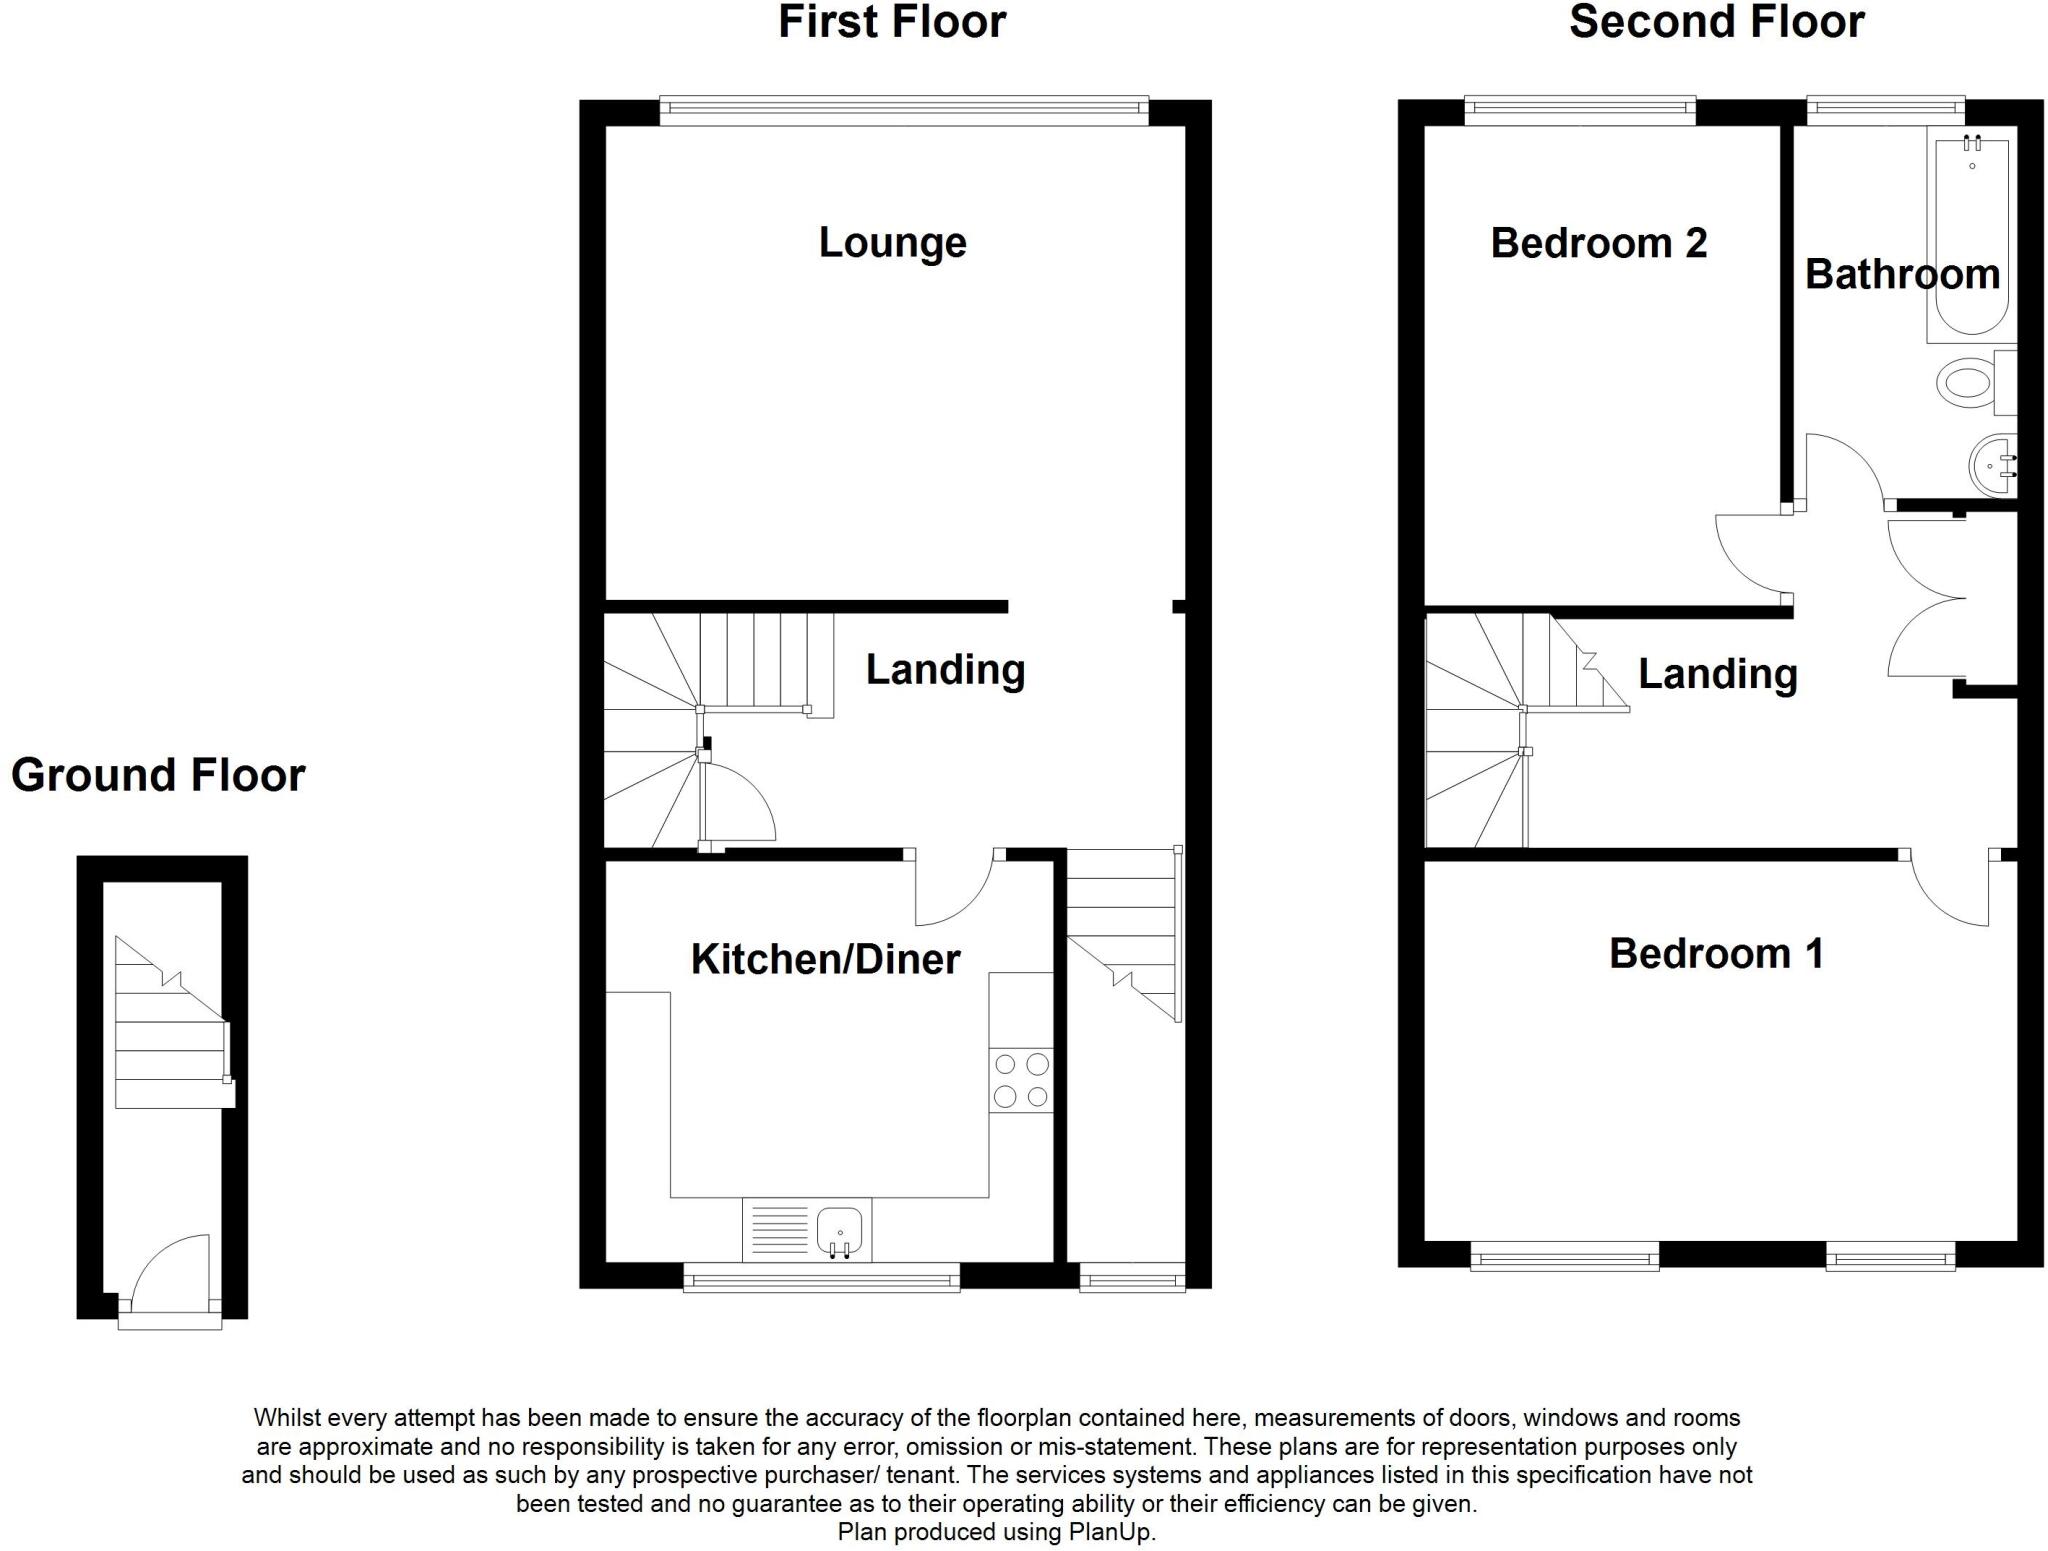 First Floor
Second Floor
Lounge
Bedroom 2
Bathroom
Landing
Landing
Ground Floor
Kitchen/Diner
Bedroom 1
Whilst every attempt has been made to ensure the accuracy of the floorplan contained here, measurements of doors, windows and rooms
are approximate and no responsibility is taken for any error, omission or mis-statement. These plans are for representation purposes only
and should be used as such by any prospective purchaser/ tenant. The services systems and appliances listed in this specification have not
been tested and no guarantee as to their operating ability or their efficiency can be given.
Plan produced using PlanUp.